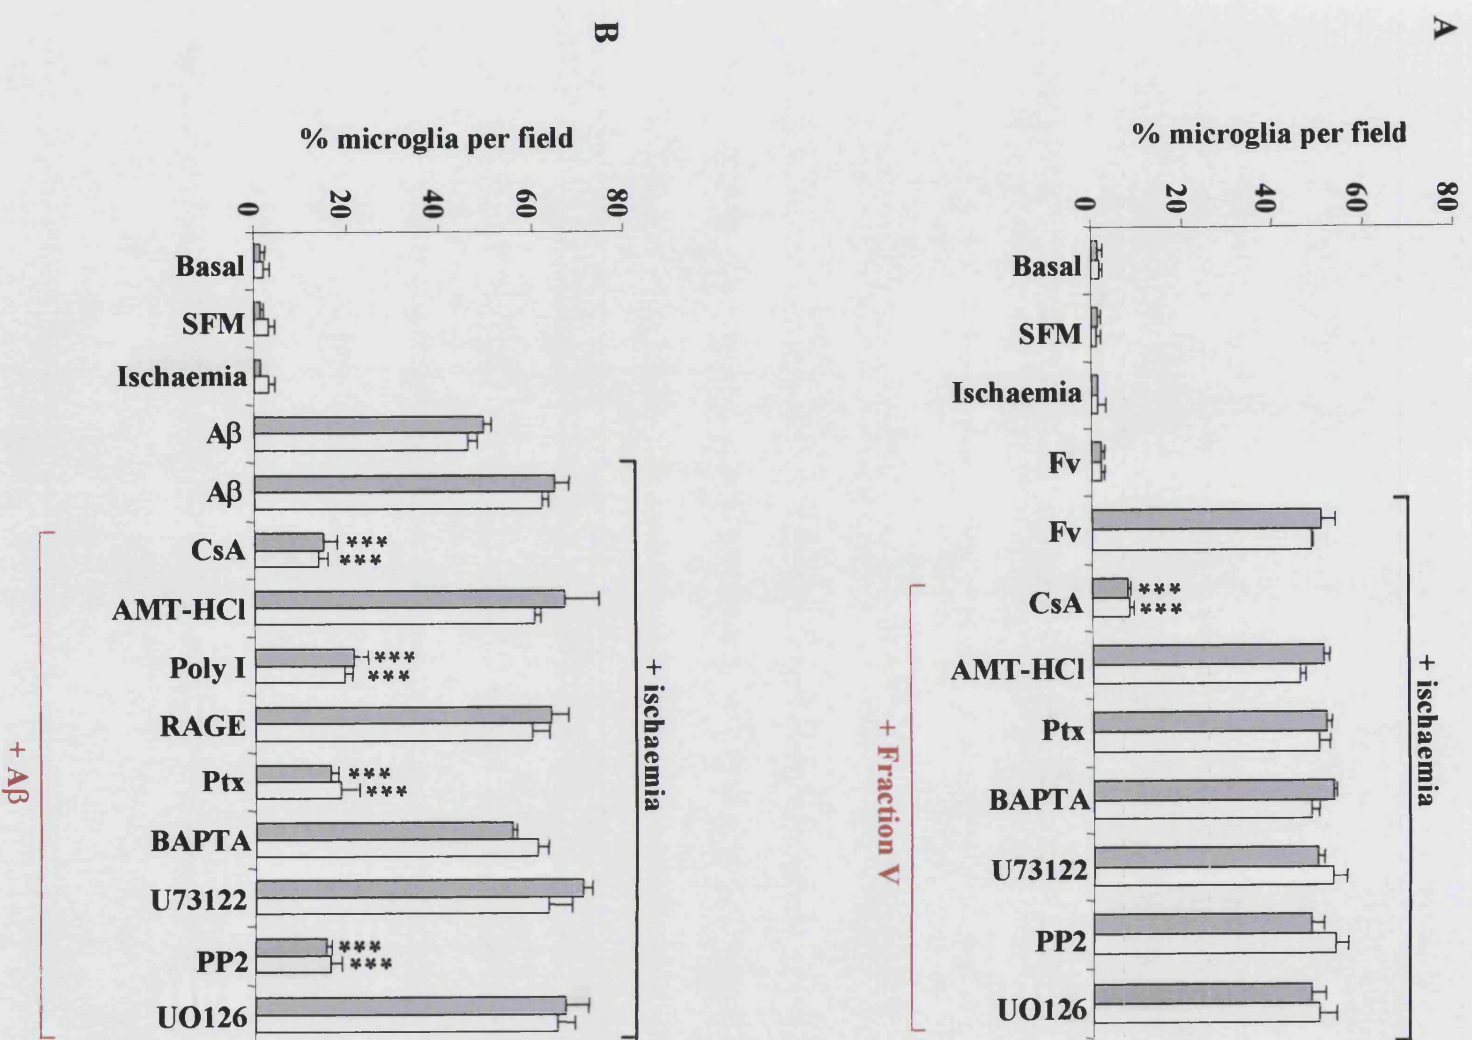 A
% microglia per field
0
20
40
60
80
Basal
SFM
Ischaemia
Fv
Fv
CsA
AMT-HCl
Ptx
BAPTA
U73122
PP2
UO126
***
***
+ ischaemia
+ Fraction V
B
% microglia per field
0
20
40
60
80
Basal
SFM
Ischaemia
Aβ
Aβ
CsA
AMT-HCl
Poly I
RAGE
Ptx
BAPTA
U73122
PP2
UO126
***
***
***
***
***
***
***
***
+ ischaemia
+ Aβ